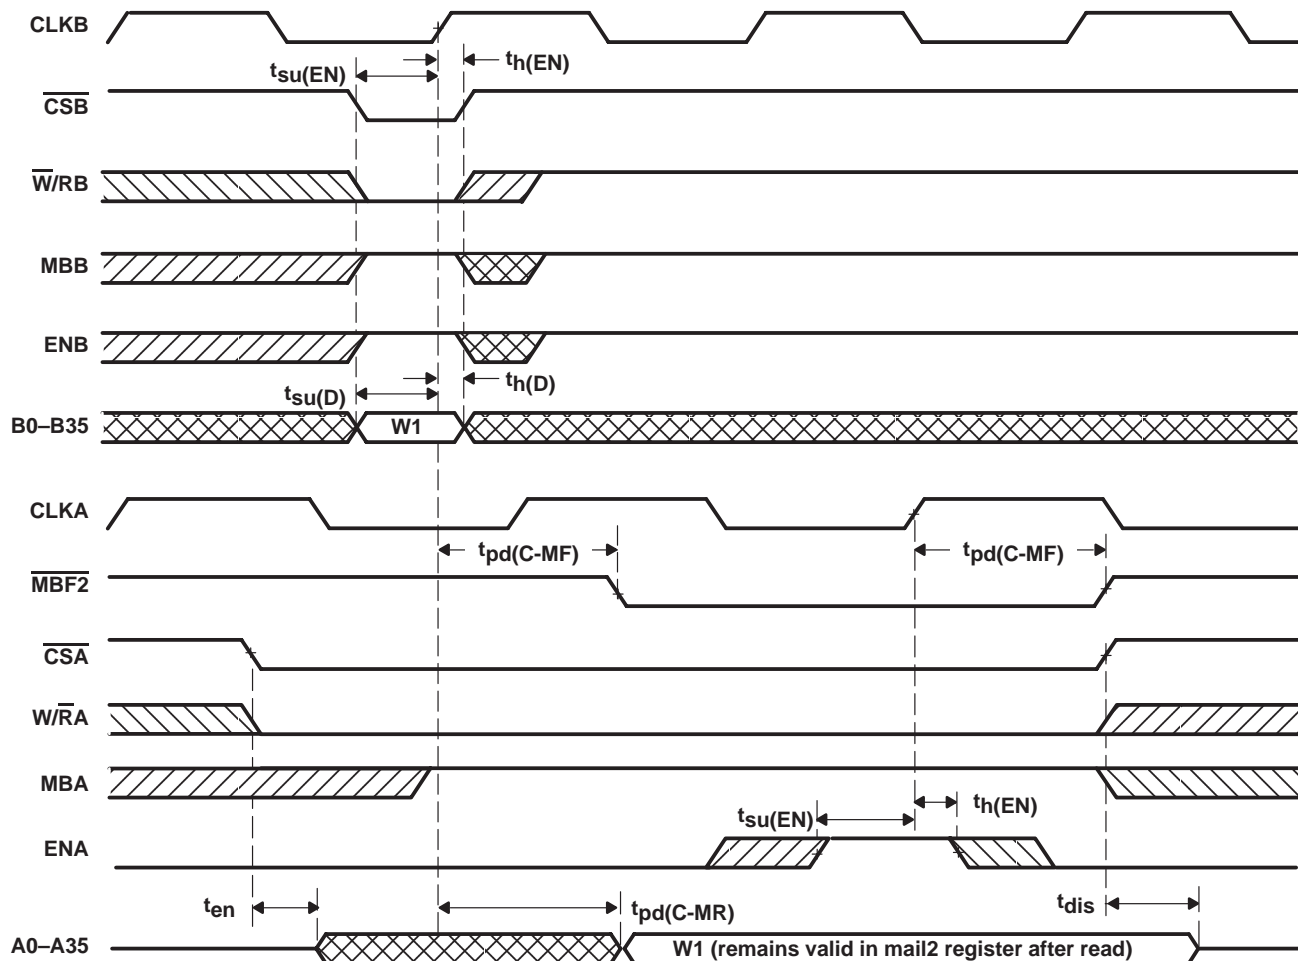 CLKB
tsu(EN)
th(EN)
CSB
W/RB
MBB
ENB
tsu(D)
th(D)
B0–B35
W1
CLKA
tpd(C-MF)
tpd(C-MF)
MBF2
CSA
W/RA
MBA
tsu(EN)
th(EN)
ENA
ten
tpd(C-MR)
tdis
A0–A35
W1 (remains valid in mail2 register after read)